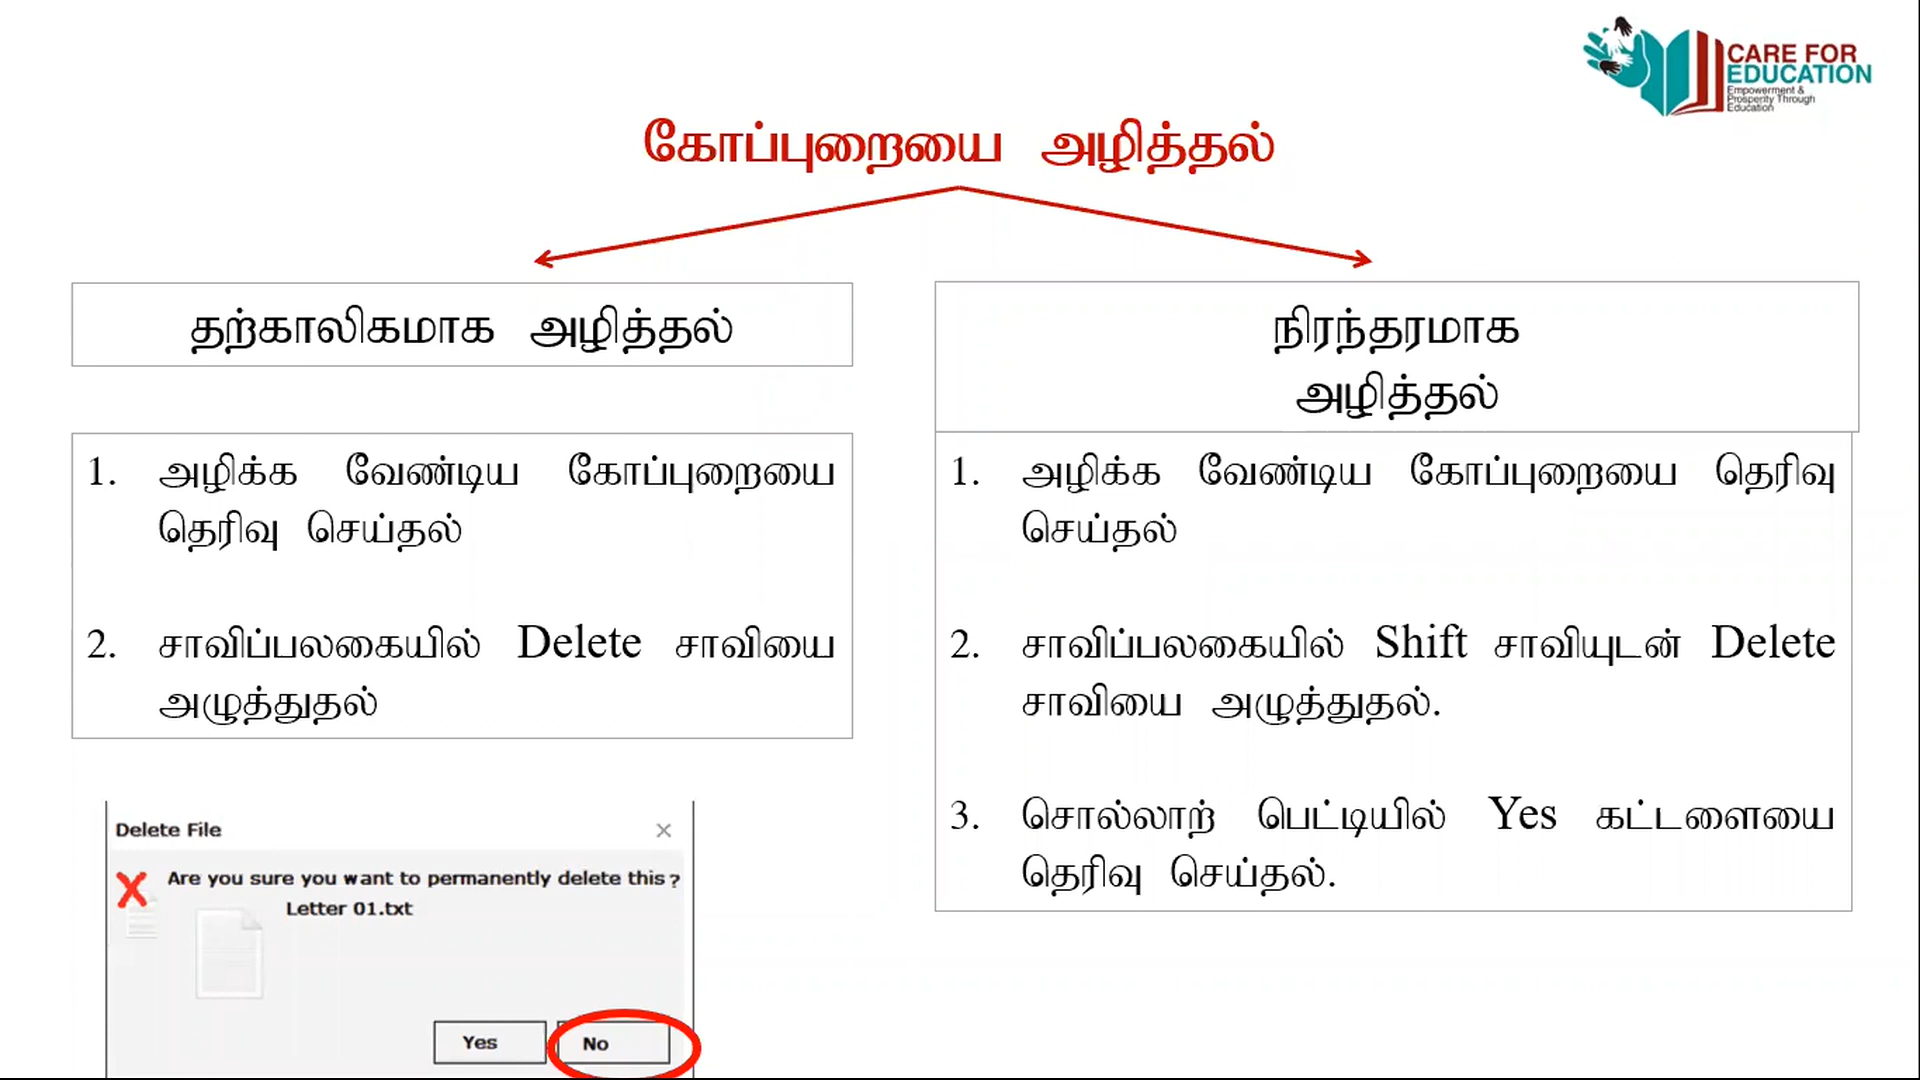 CARE FOR
EDUCATION
Empowerment &
Prosperity Through
Education
கோப்புறையை அழித்தல்
தற்காலிகமாக அழித்தல்
1. அழிக்க வேண்டிய கோப்புறையை
தெரிவு செய்தல்
2. சாவிப்பலகையில் Delete சாவியை
அழுத்துதல்
நிரந்தரமாக
அழித்தல்
1. அழிக்க வேண்டிய கோப்புறையை தெரிவு
செய்தல்
2. சாவிப்பலகையில் Shift சாவியுடன் Delete
சாவியை அழுத்துதல்.
3. சொல்லாற் பெட்டியில் Yes கட்டளையை
தெரிவு செய்தல்.
Delete File
Are you sure you want to permanently delete this?
Letter 01.txt
Yes No